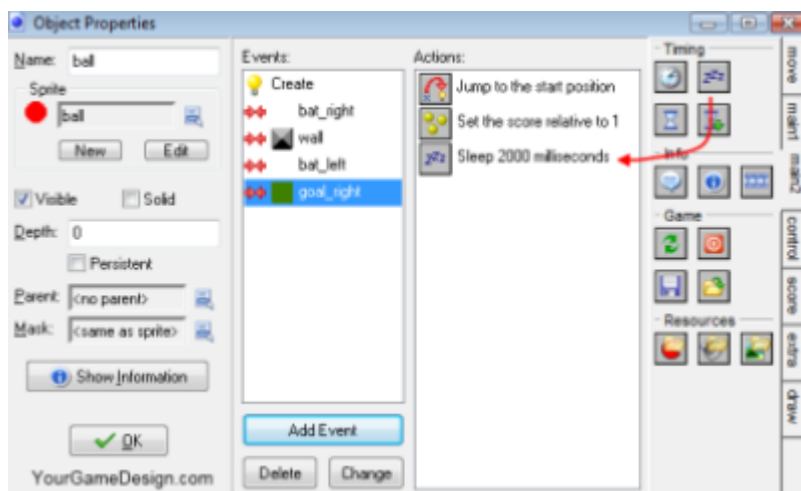 Object Properties
Name: ball
Sprite
ball
New Edit
Visible Solid
Depth: 0
Persistent
Parent: <no parent>
Mask: <same as sprite>
Show Information
OK
YourGameDesign.com
Events:
Create
bat_right
wall
bat_left
goal_right
Add Event
Delete Change
Actions:
Jump to the start position
Set the score relative to 1
Sleep 2000 milliseconds
Timing
Info
Game
Resources
move
main1
main2
control
score
extra
draw